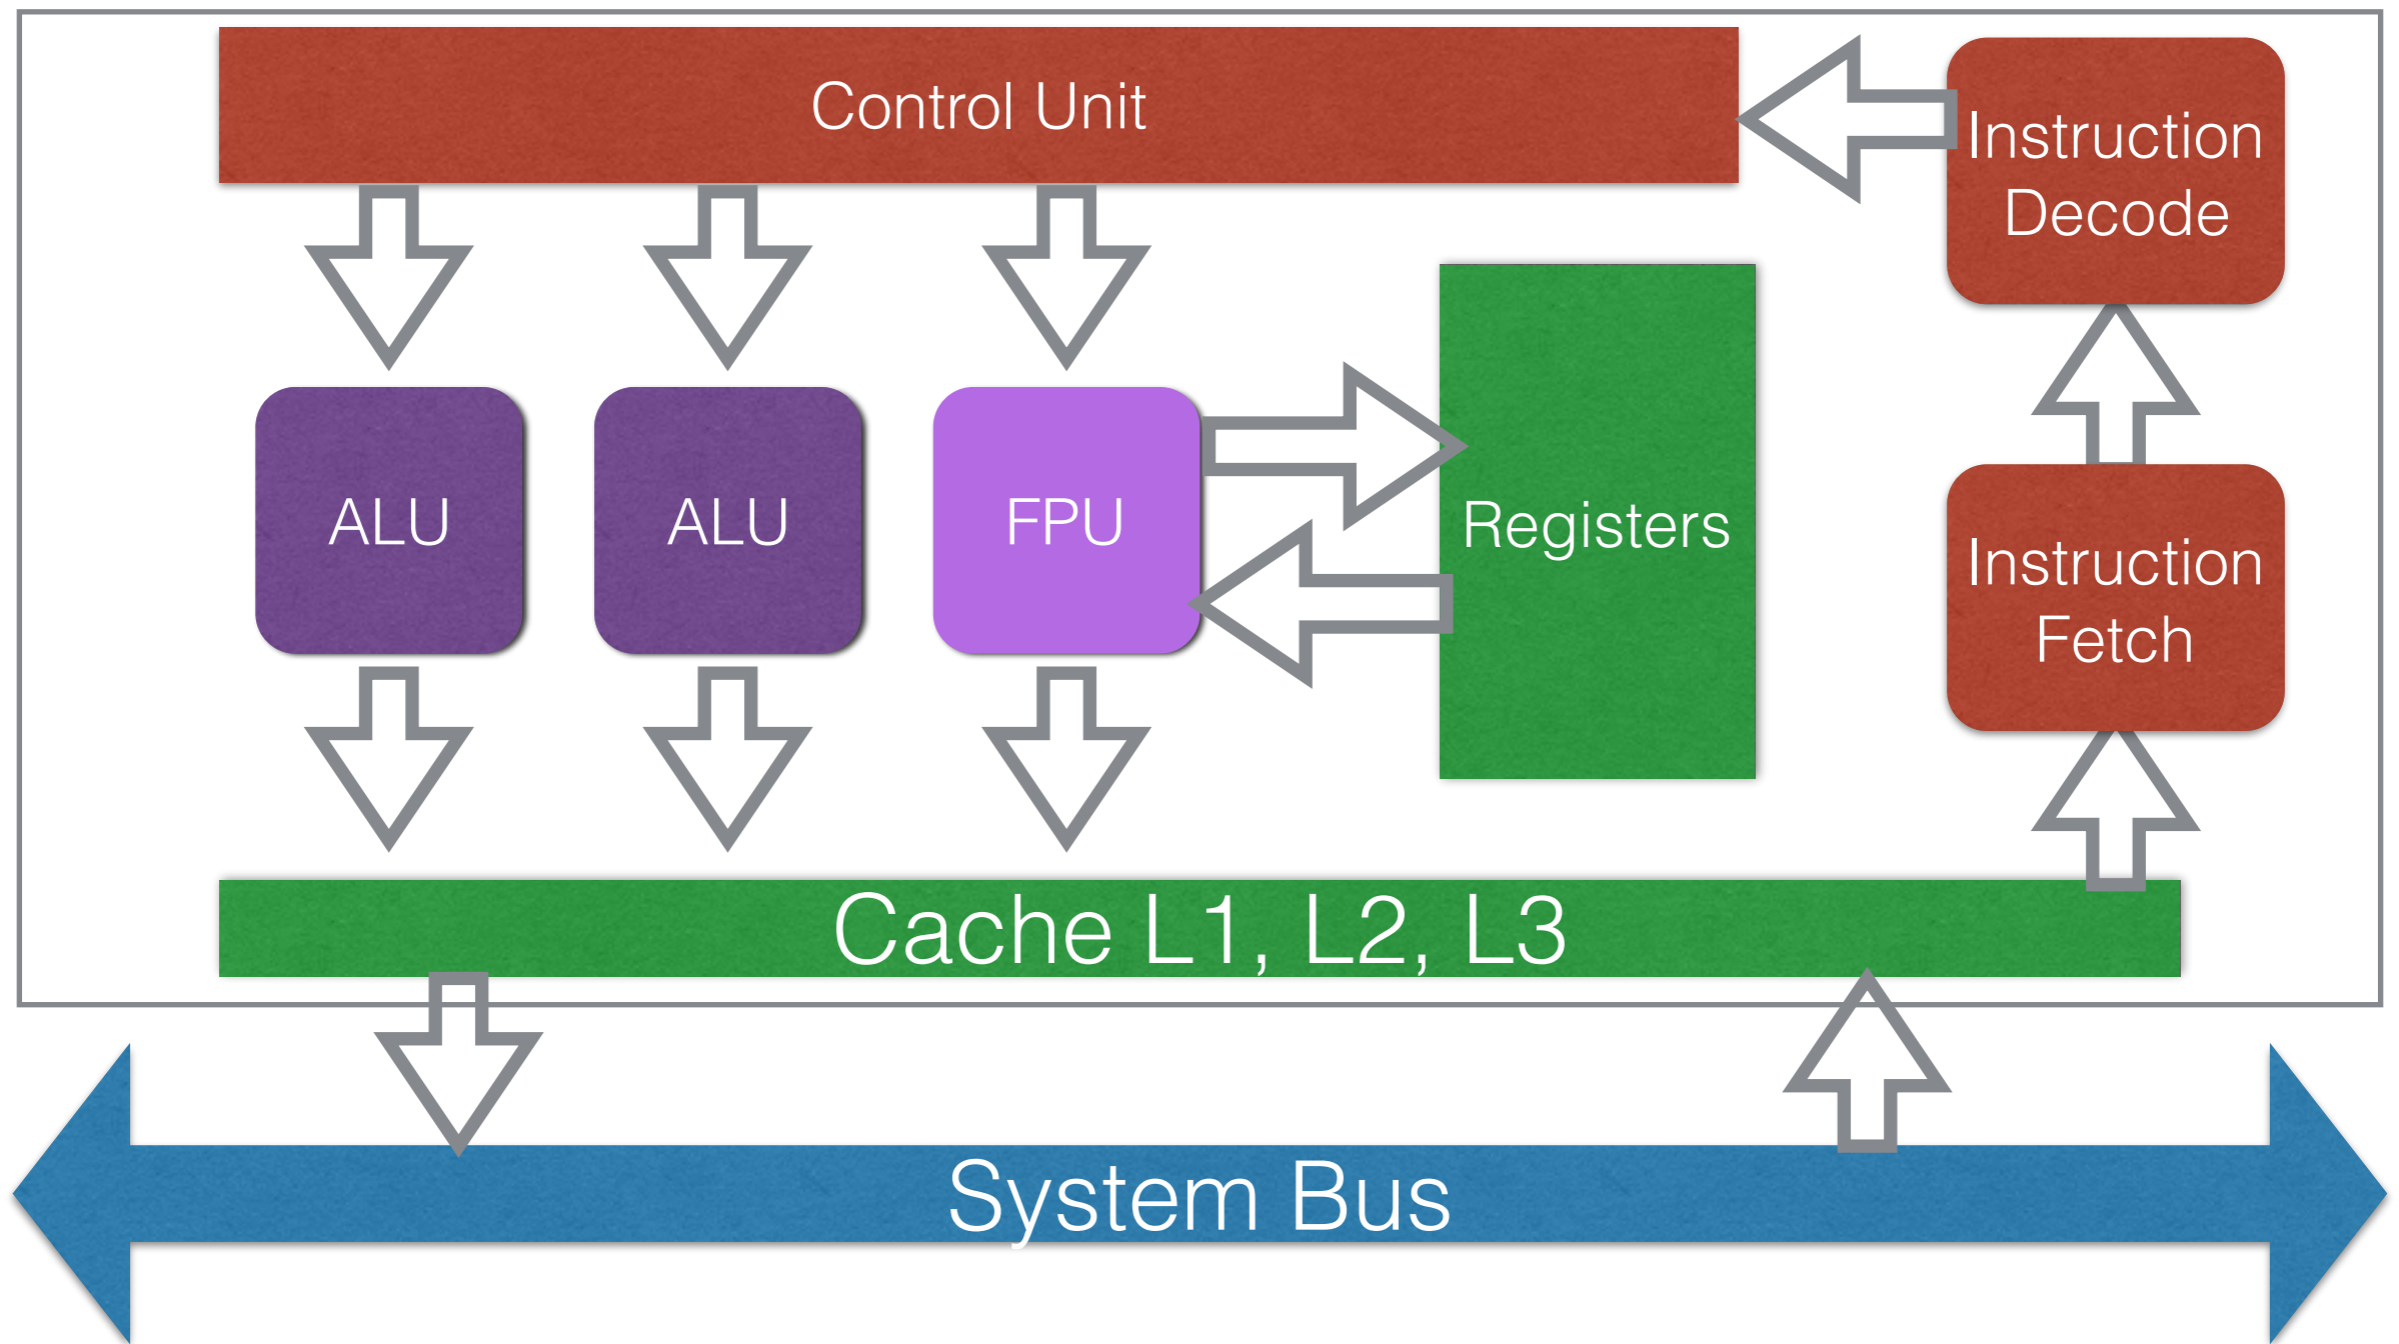 Control Unit
Instruction
Decode
ALU
ALU
FPU
Registers
Instruction
Fetch
Cache L1, L2, L3
System Bus